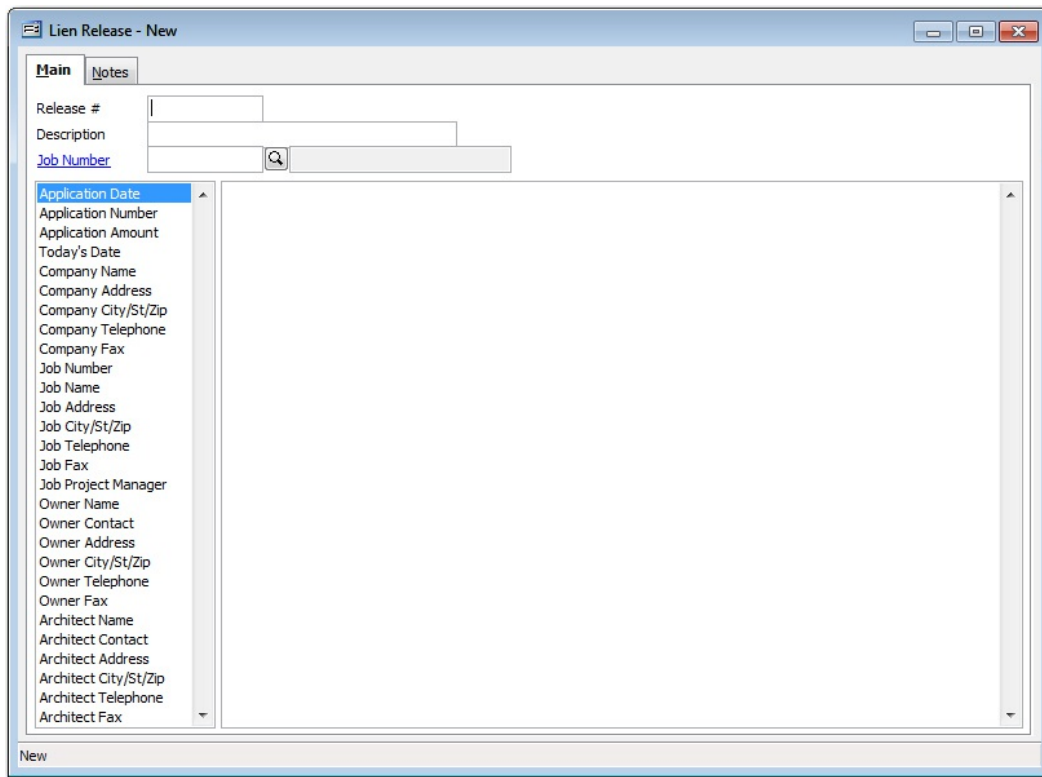 Lien Release - New
Main Notes
Release #
Description
Job Number
Application Date
Application Number
Application Amount
Today's Date
Company Name
Company Address
Company City/St/Zip
Company Telephone
Company Fax
Job Number
Job Name
Job Address
Job City/St/Zip
Job Telephone
Job Fax
Job Project Manager
Owner Name
Owner Contact
Owner Address
Owner City/St/Zip
Owner Telephone
Owner Fax
Architect Name
Architect Contact
Architect Address
Architect City/St/Zip
Architect Telephone
Architect Fax
New